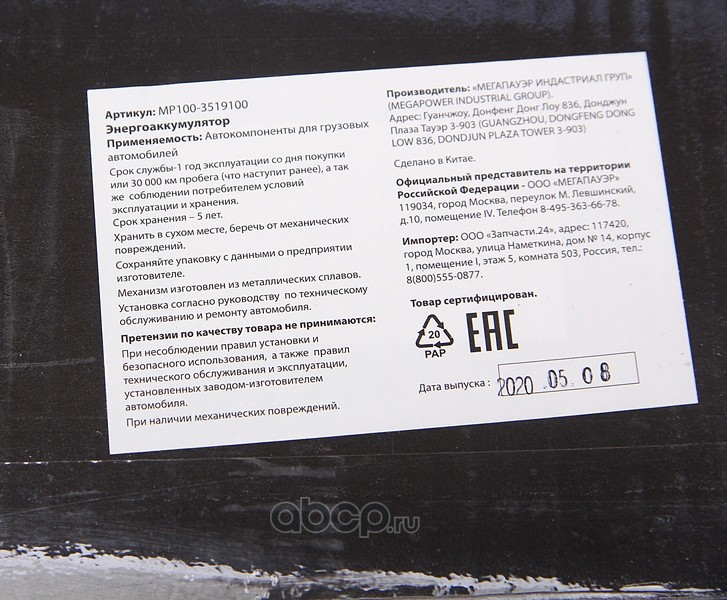 Артикул: MP100-3519100
Энергоаккумулятор
Применяемость: Автокомпоненты для грузовых
автомобилей
Срок службы-1 год эксплуатации со дня покупки
или 30 000 км пробега (что наступит ранее), а так
же соблюдении потребителем условий
эксплуатации и хранения.
Срок хранения – 5 лет.
Хранить в сухом месте, беречь от механических
повреждений.
Сохраняйте упаковку с данными о предприятии
изготовителе.
Механизм изготовлен из металлических сплавов.
Установка согласно руководству по техническому
обслуживанию и ремонту автомобиля.
Претензии по качеству товара не принимаются:
При несоблюдении правил установки и
безопасного использования, а также правил
технического обслуживания и эксплуатации,
установленных заводом-изготовителем
автомобиля.
При наличии механических повреждений.
Производитель: «МЕГАПАУЭР ИНДАСТРИАЛ ГРУП»
(MEGAPOWER INDUSTRIAL GROUP).
Адрес: Гуанчжоу, Донфенг Донг Лоу 836, Донджун
Плаза Тауэр 3-903 (GUANGZHOU, DONGFENG DONG
LOW 836, DONDJUN PLAZA TOWER 3-903)
Сделано в Китае.
Официальный представитель на территории
Российской Федерации - ООО «МЕГАПАУЭР»
119034, город Москва, переулок М. Левшинский,
д.10, помещение IV. Телефон 8-495-363-66-78.
Импортер: ООО «Запчасти.24», адрес: 117420,
город Москва, улица Наметкина, дом № 14, корпус
1, помещение I, этаж 5, комната 503, Россия, тел.:
8(800)555-0877.
Товар сертифицирован.
20
PAP
EAC
Дата выпуска : 2020 .05. 08
abcp.ru